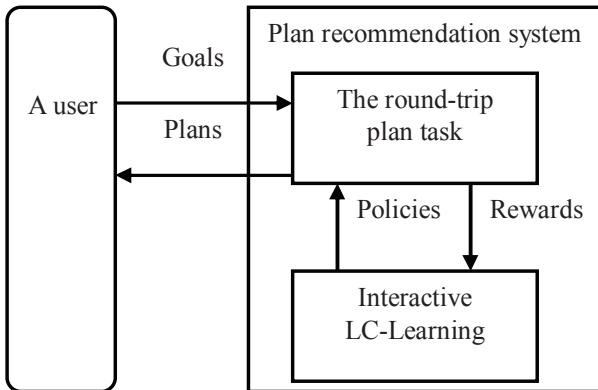 Plan recommendation system
Goals
A user
The round-trip
plan task
Plans
Policies
Rewards
Interactive
LC-Learning